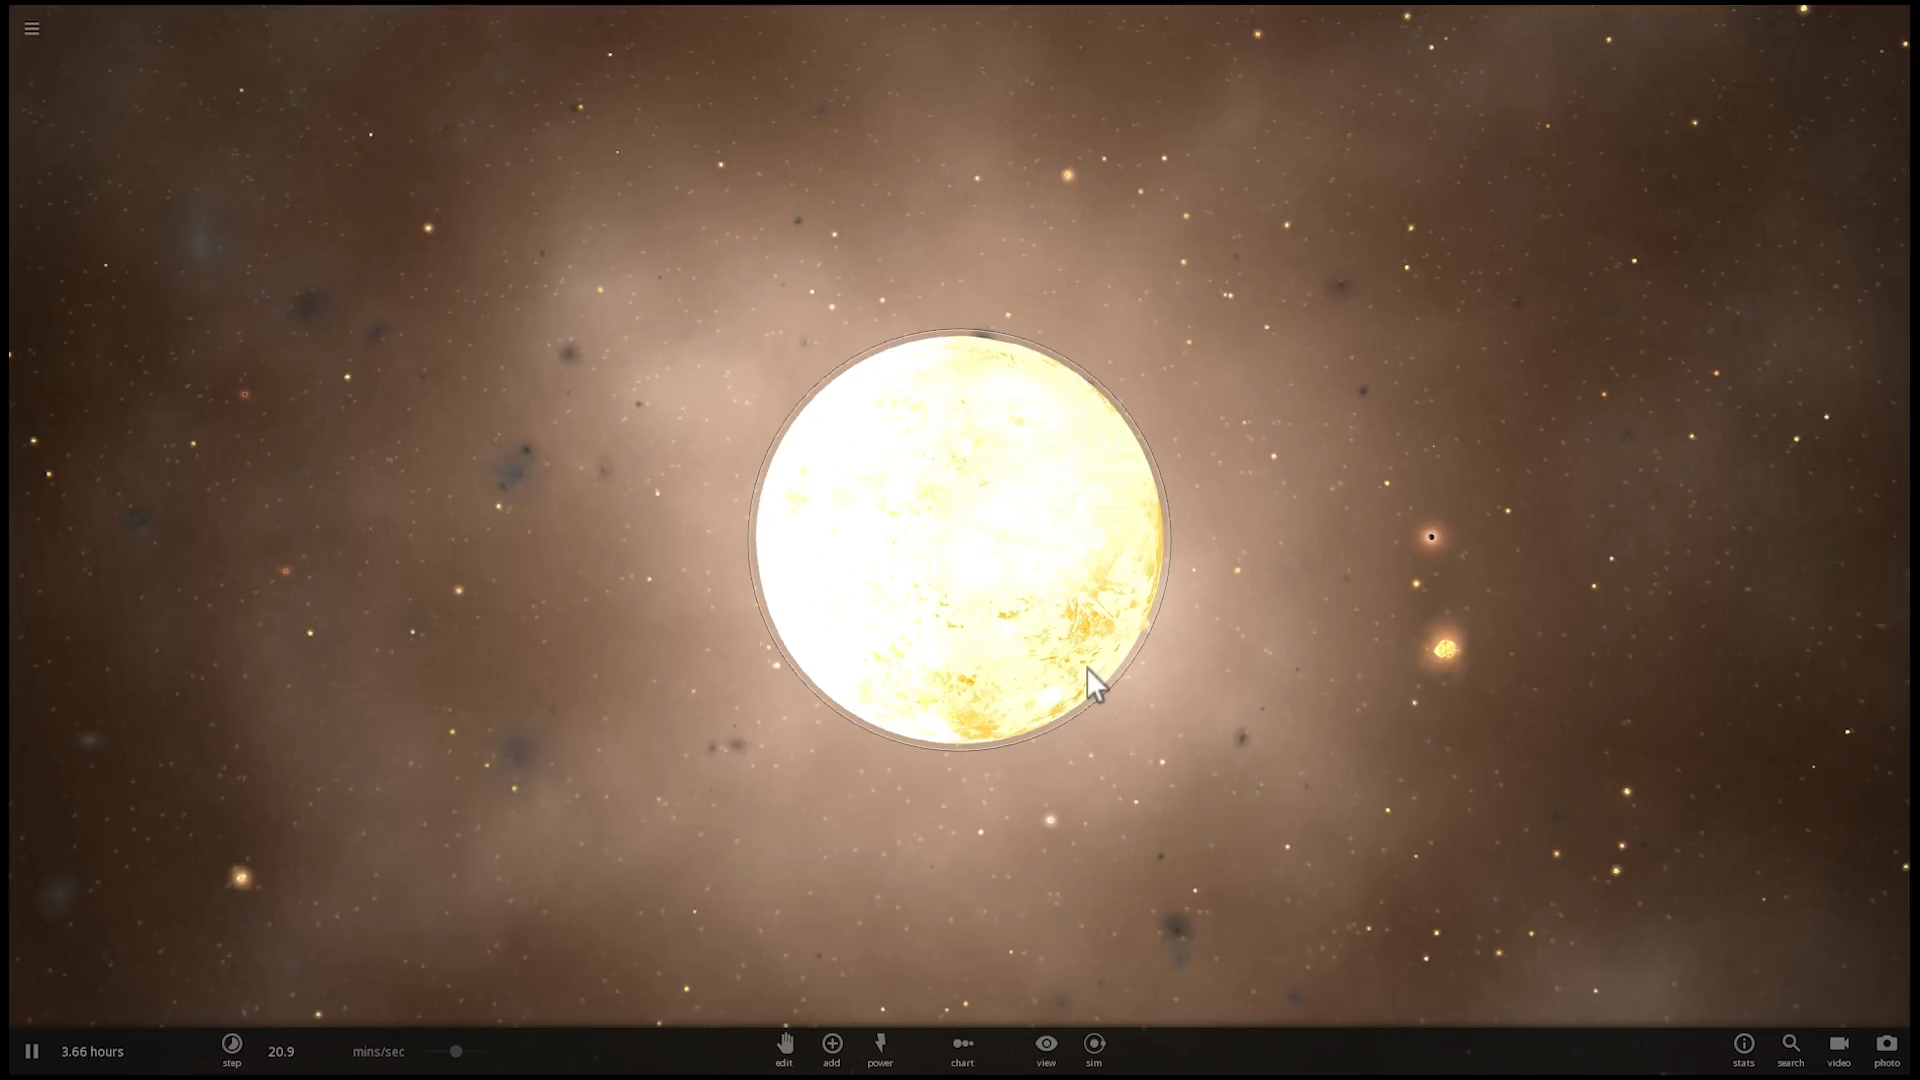 3.66 hours
step
20.9
mins/sec
edit
add
power
chart
view
sim
stats
search
video
photo